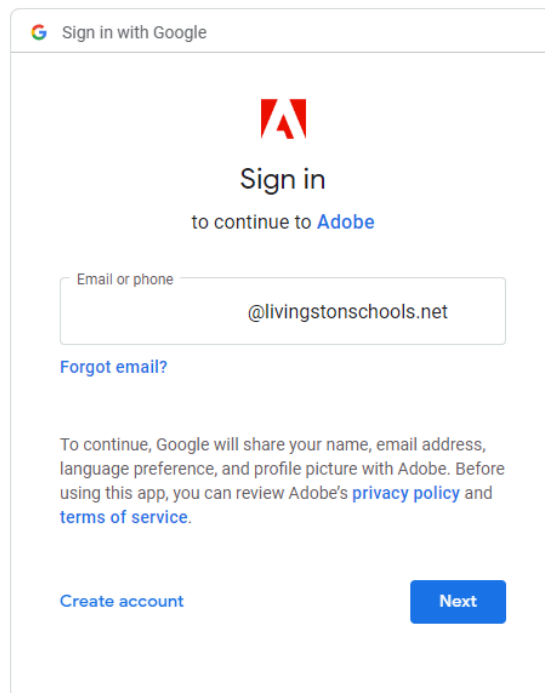 Sign in with Google
Sign in
to continue to Adobe
Email or phone
@livingstonschools.net
Forgot email?
To continue, Google will share your name, email address,
language preference, and profile picture with Adobe. Before
using this app, you can review Adobe's privacy policy and
terms of service.
Create account
Next